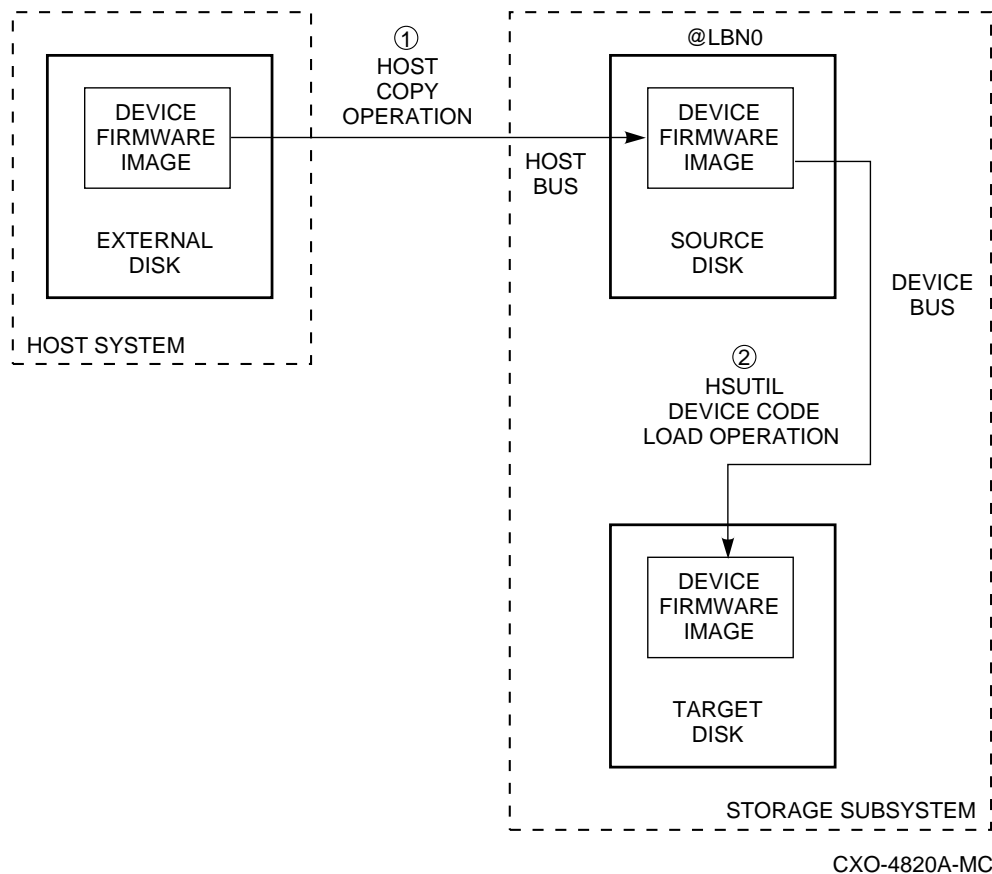 ①
HOST
COPY
OPERATION
DEVICE
FIRMWARE
IMAGE
EXTERNAL
DISK
HOST SYSTEM
@LBN0
HOST
BUS
DEVICE
FIRMWARE
IMAGE
SOURCE
DISK
DEVICE
BUS
②
HSUTIL
DEVICE CODE
LOAD OPERATION
DEVICE
FIRMWARE
IMAGE
TARGET
DISK
STORAGE SUBSYSTEM
CXO-4820A-MC